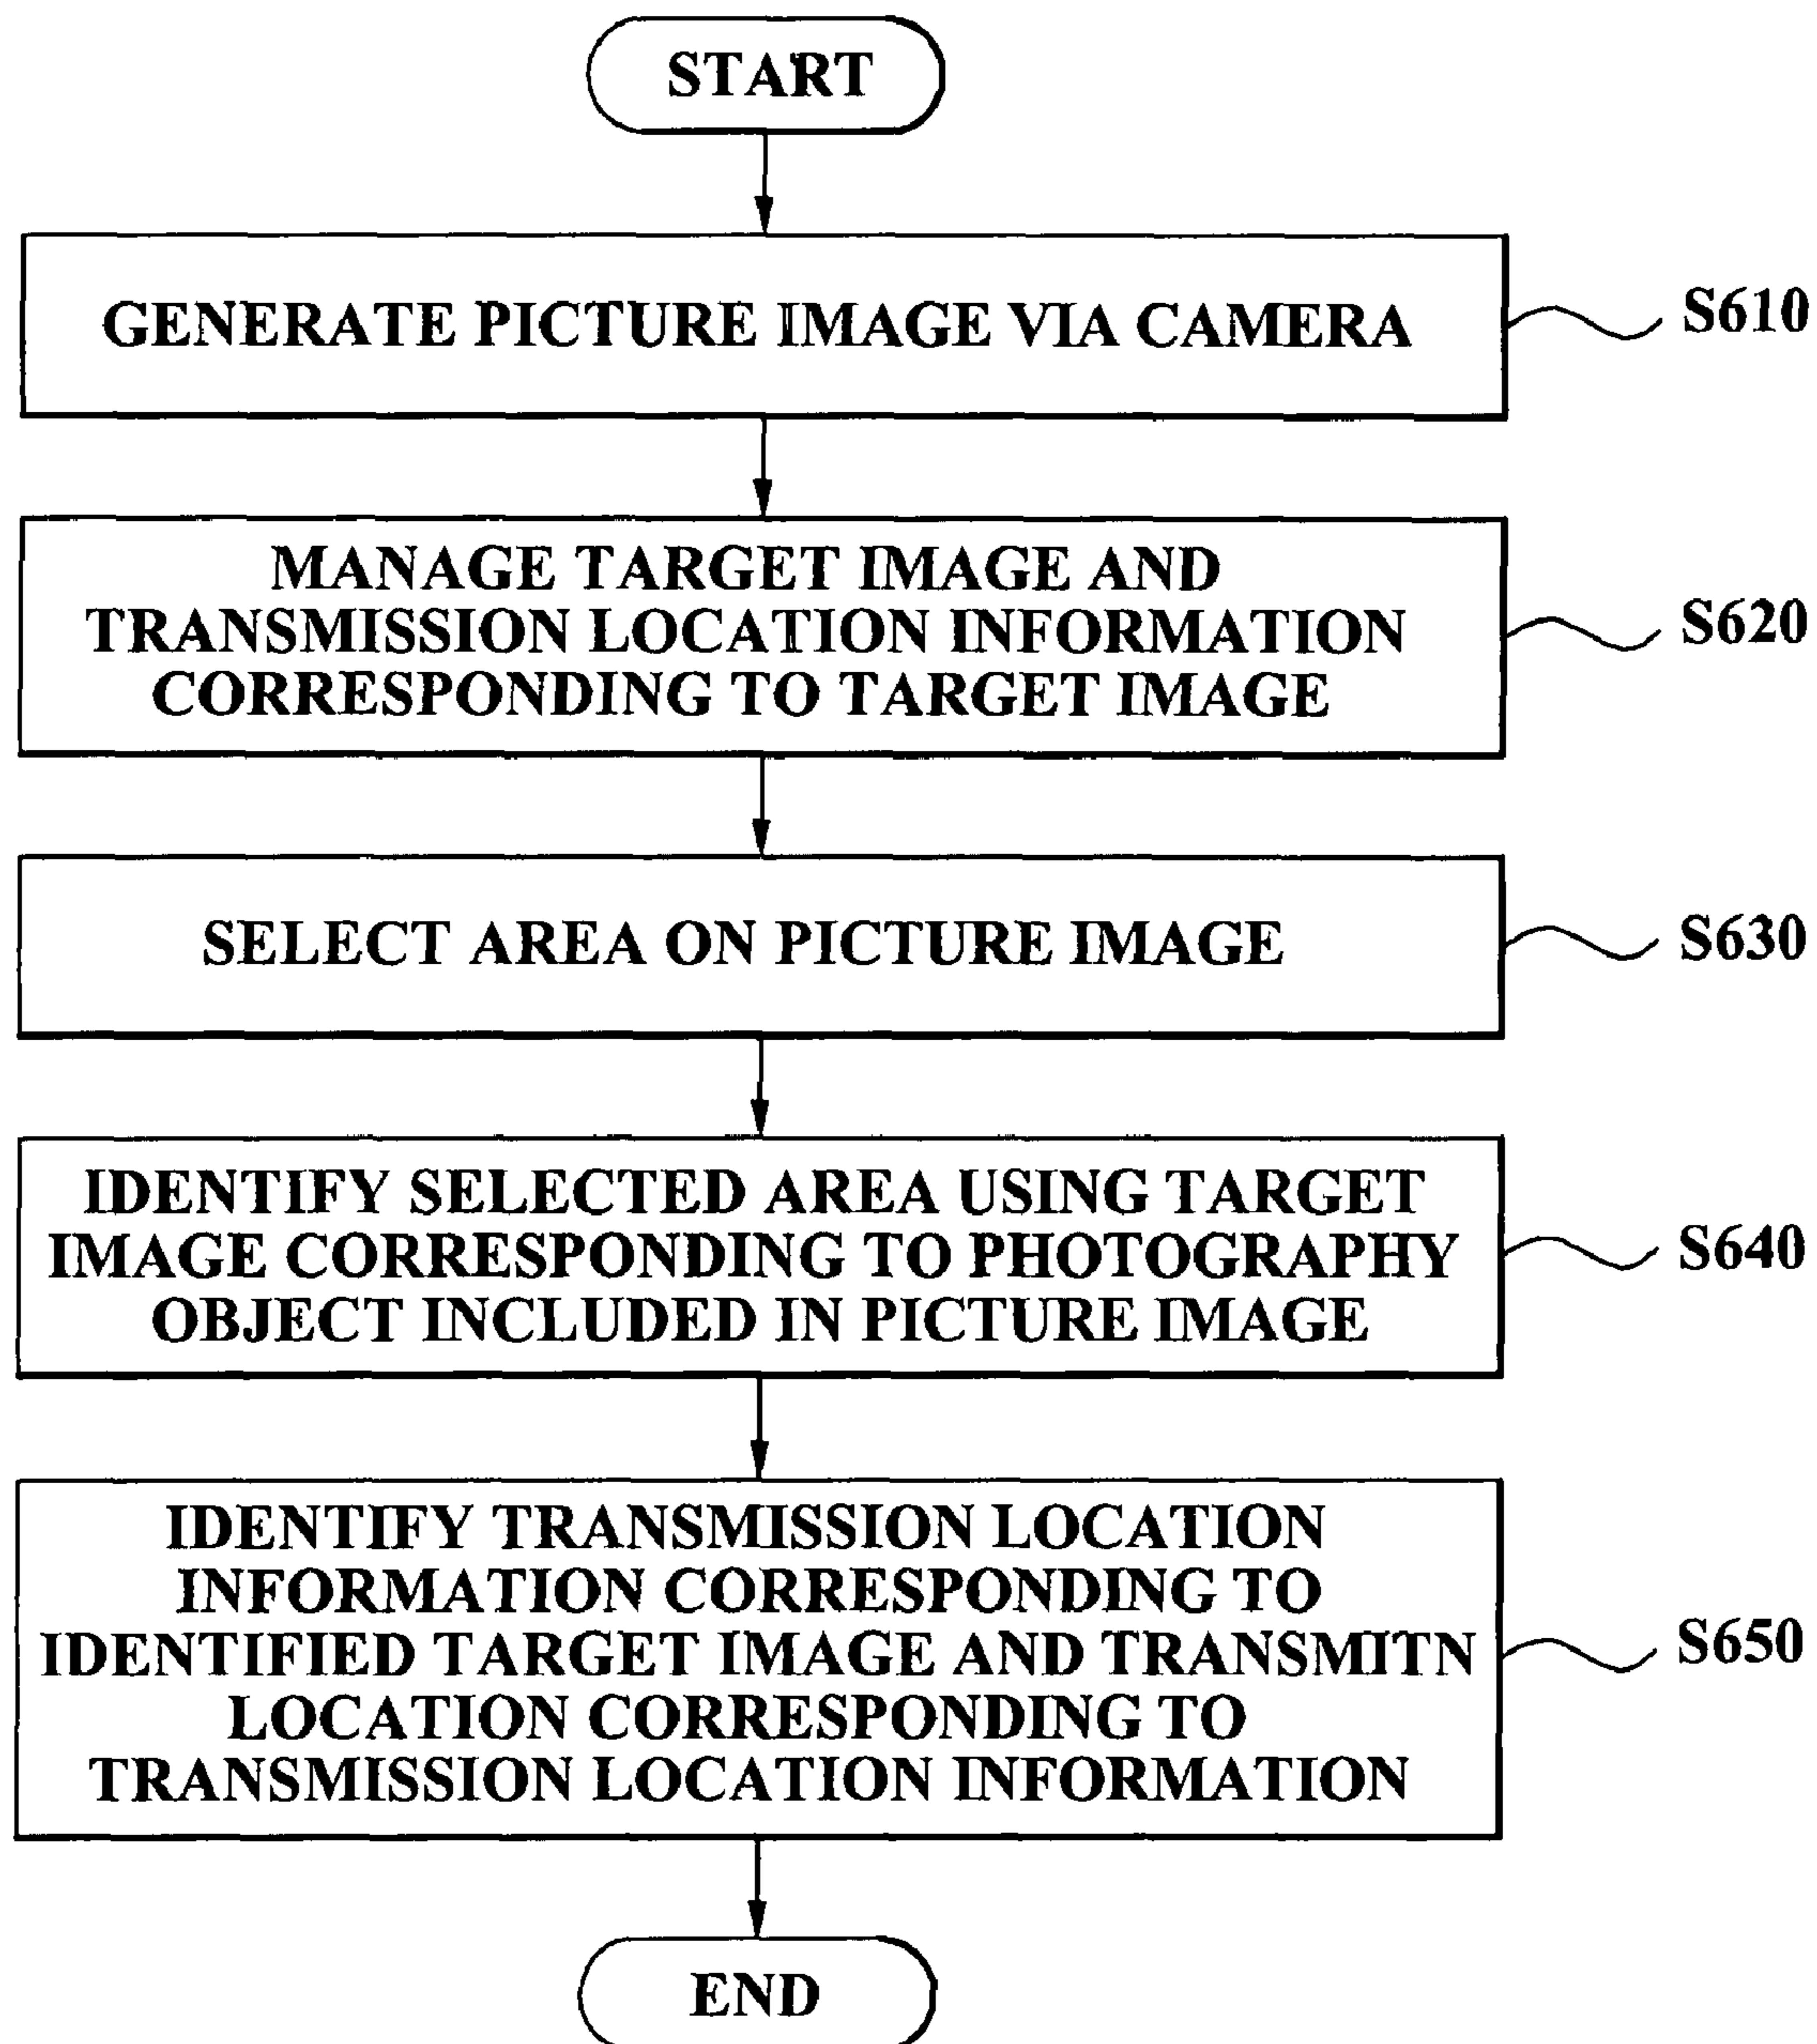 START
GENERATE PICTURE IMAGE VIA CAMERA
S610
MANAGE TARGET IMAGE AND
TRANSMISSION LOCATION INFORMATION
CORRESPONDING TO TARGET IMAGE
S620
SELECT AREA ON PICTURE IMAGE
S630
IDENTIFY SELECTED AREA USING TARGET
IMAGE CORRESPONDING TO PHOTOGRAPHY
OBJECT INCLUDED IN PICTURE IMAGE
S640
IDENTIFY TRANSMISSION LOCATION
INFORMATION CORRESPONDING TO
IDENTIFIED TARGET IMAGE AND TRANSMITN
LOCATION CORRESPONDING TO
TRANSMISSION LOCATION INFORMATION
S650
END